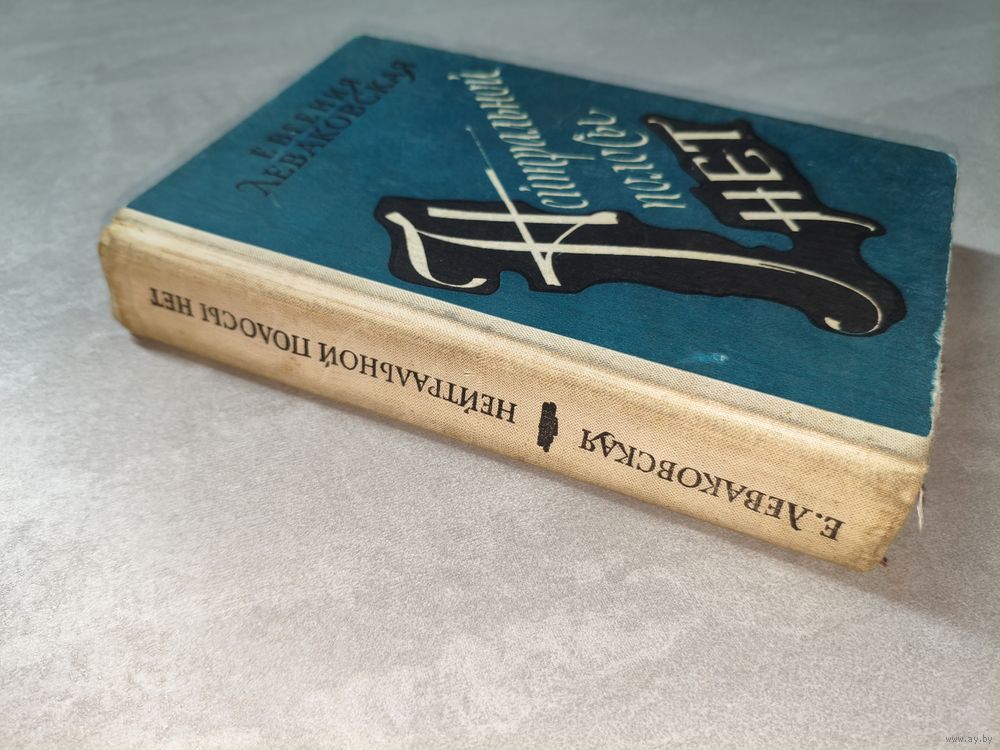 ЕВГЕНИЯ
ЛЕВАКОВСКАЯ
Нейтральной
полосы
НЕТ
Е. ЛЕВАКОВСКАЯ НЕЙТРАЛЬНОЙ ПОЛОСЫ НЕТ
www.ay.by